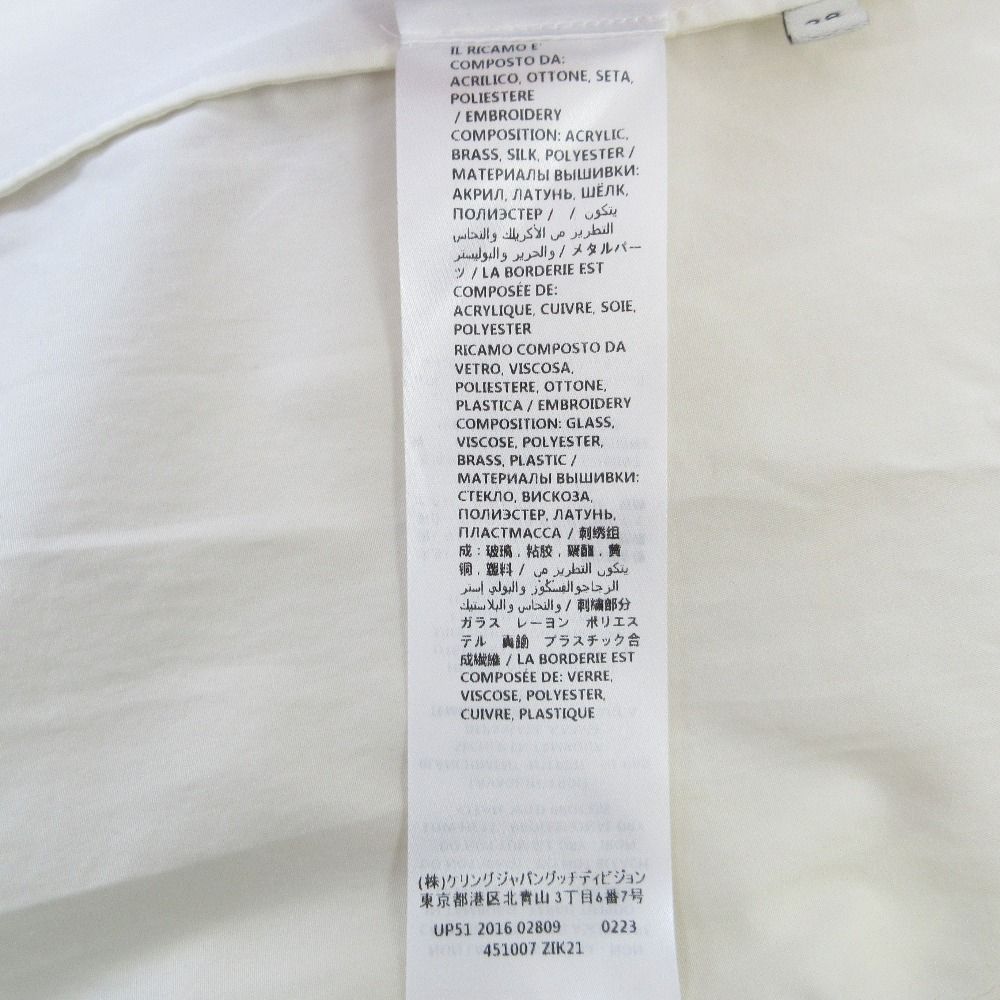 IL RICAMO E'
COMPOSTO DA:
ACRILICO, OTTONE, SETA,
POLIESTERE
/ EMBROIDERY
COMPOSITION: ACRYLIC,
BRASS, SILK, POLYESTER /
МАТЕРИАЛЫ ВЫШИВКИ:
АКРИЛ, ЛАТУНЬ, ШЁЛК,
ПОЛИЭСТЕР / / يتكون
التطريز من الأكريلك والنحاس
والحرير والبوليستر / メタルパー
ツ / LA BORDERIE EST
COMPOSÉE DE:
ACRYLIQUE, CUIVRE, SOIE,
POLYESTER
RICAMO COMPOSTO DA
VETRO, VISCOSA,
POLIESTERE, OTTONE,
PLASTICA / EMBROIDERY
COMPOSITION: GLASS,
VISCOSE, POLYESTER,
BRASS, PLASTIC /
МАТЕРИАЛЫ ВЫШИВКИ:
СТЕКЛО, ВИСКОЗА,
ПОЛИЭСТЕР, ЛАТУНЬ,
ПЛАСТМАССА / 刺绣组
成：玻璃，粘胶，聚酯，黄
铜，塑料 / يتكون التطريز من
الزجاجوالفسكوز والبولي إستر
والنحاس والبلاستيك / 刺繍部分
ガラス レーヨン ポリエス
テル 真鍮 プラスチック合
成繊維 / LA BORDERIE EST
COMPOSÉE DE: VERRE,
VISCOSE, POLYESTER,
CUIVRE, PLASTIQUE
(株)ケリングジャパングッチディビジョン
東京都港区北青山3丁目6番7号
UP51 2016 02809 0223
451007 ZIK21